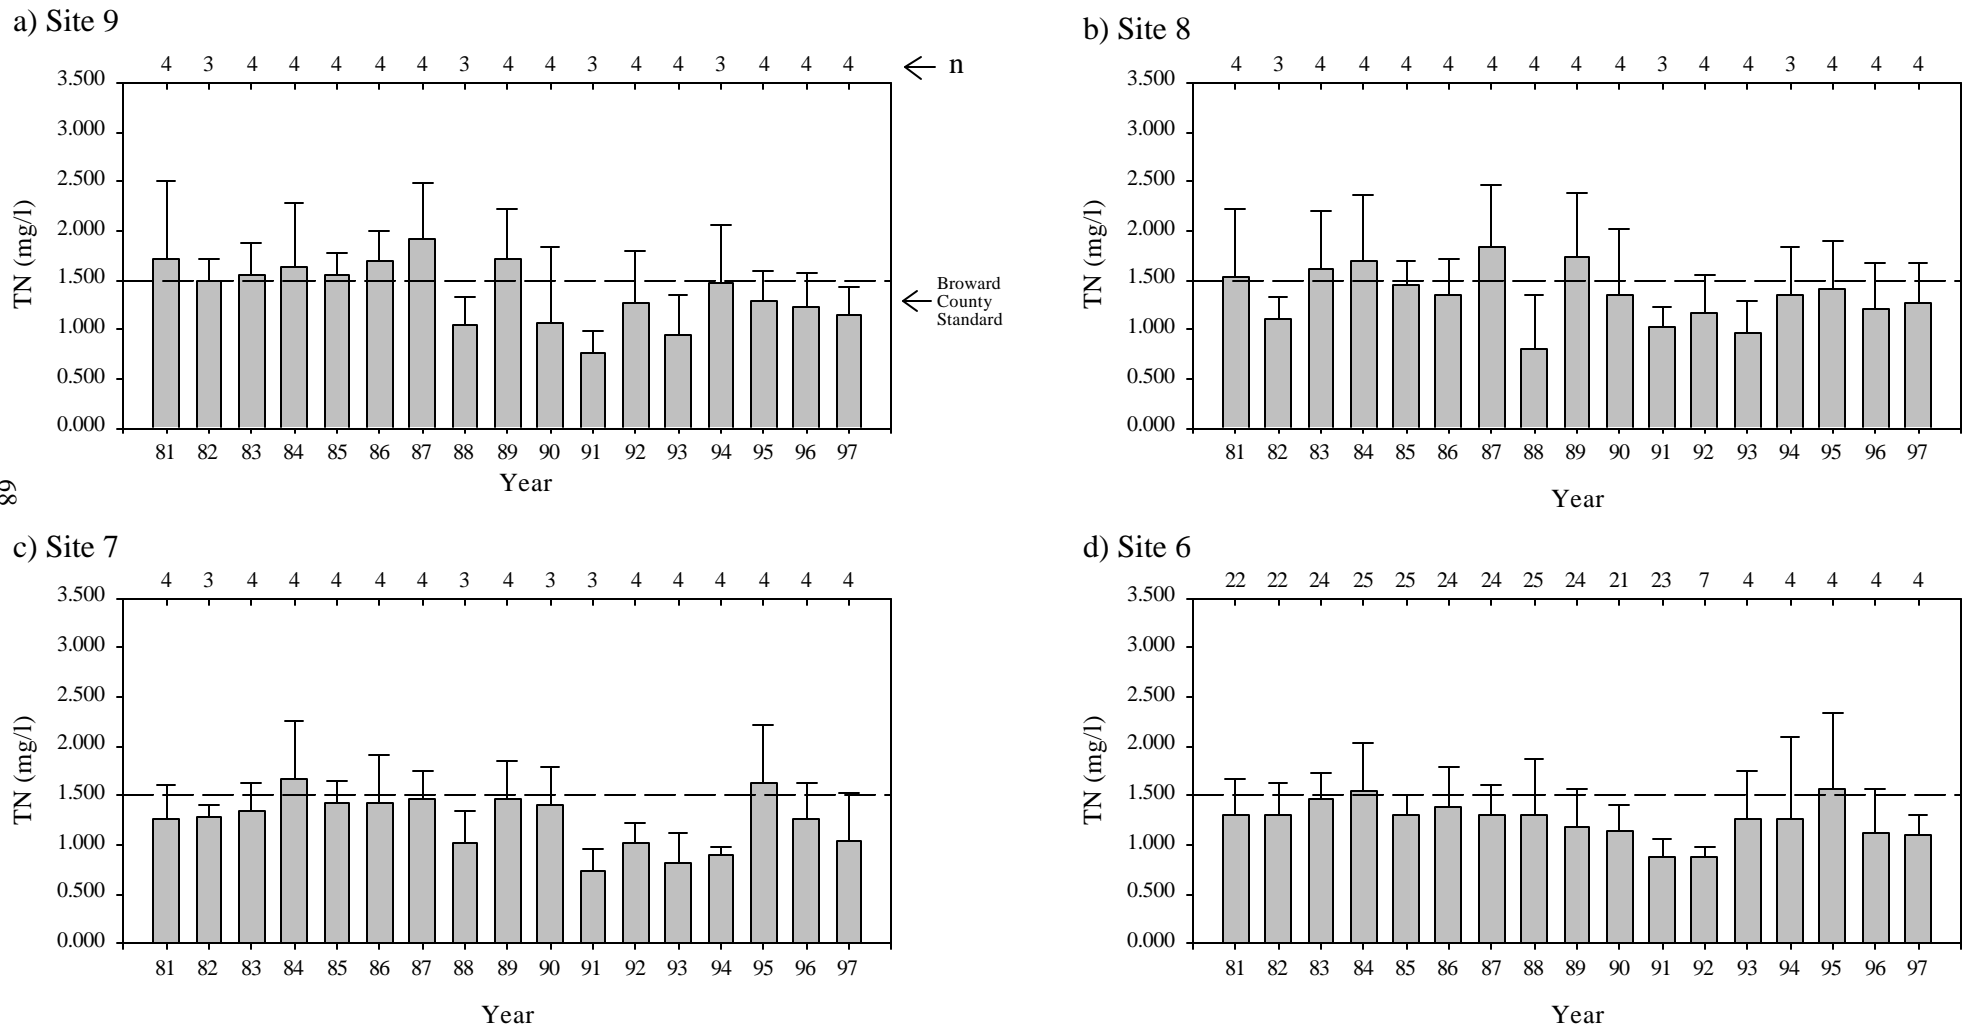 a) Site 9
4 3 4 4 4 4 4 3 4 4 3 4 4 3 4 4 4
n
3.500
3.000
2.500
2.000
1.500
1.000
0.500
0.000
TN (mg/l)
Broward
County
Standard
81 82 83 84 85 86 87 88 89 90 91 92 93 94 95 96 97
Year
b) Site 8
4 3 4 4 4 4 4 4 4 4 3 4 4 3 4 4 4
3.500
3.000
2.500
2.000
1.500
1.000
0.500
0.000
TN (mg/l)
81 82 83 84 85 86 87 88 89 90 91 92 93 94 95 96 97
Year
89
c) Site 7
4 3 4 4 4 4 4 3 4 3 3 4 4 4 4 4 4
3.500
3.000
2.500
2.000
1.500
1.000
0.500
0.000
TN (mg/l)
81 82 83 84 85 86 87 88 89 90 91 92 93 94 95 96 97
Year
d) Site 6
22 22 24 25 25 24 24 25 24 21 23 7 4 4 4 4 4
3.500
3.000
2.500
2.000
1.500
1.000
0.500
0.000
TN (mg/l)
81 82 83 84 85 86 87 88 89 90 91 92 93 94 95 96 97
Year